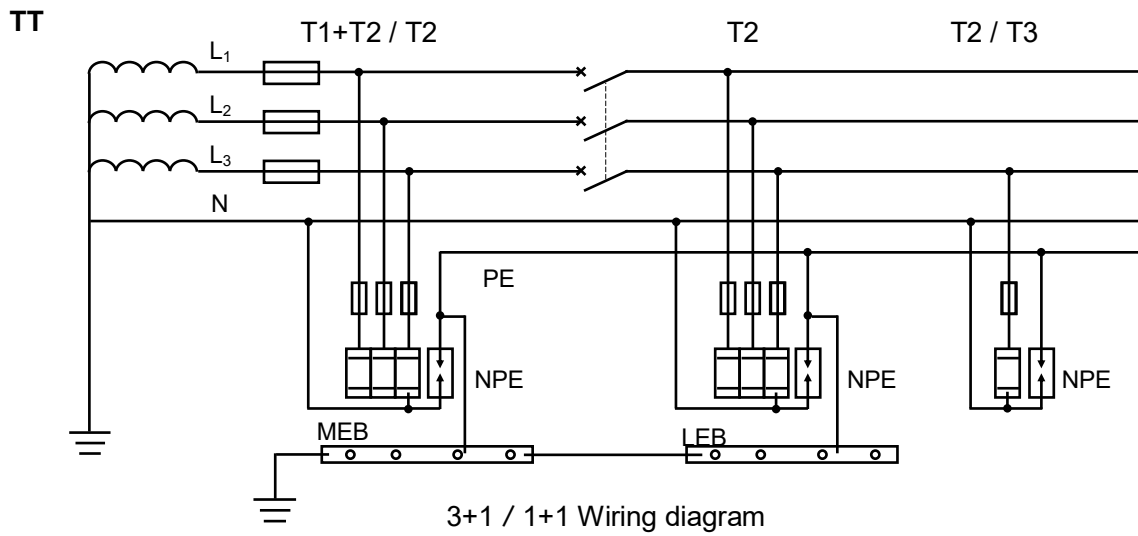 TT
T1+T2 / T2
T2
T2 / T3
L₁
L₂
L₃
N
PE
NPE
NPE
NPE
MEB
LEB
3+1 / 1+1 Wiring diagram